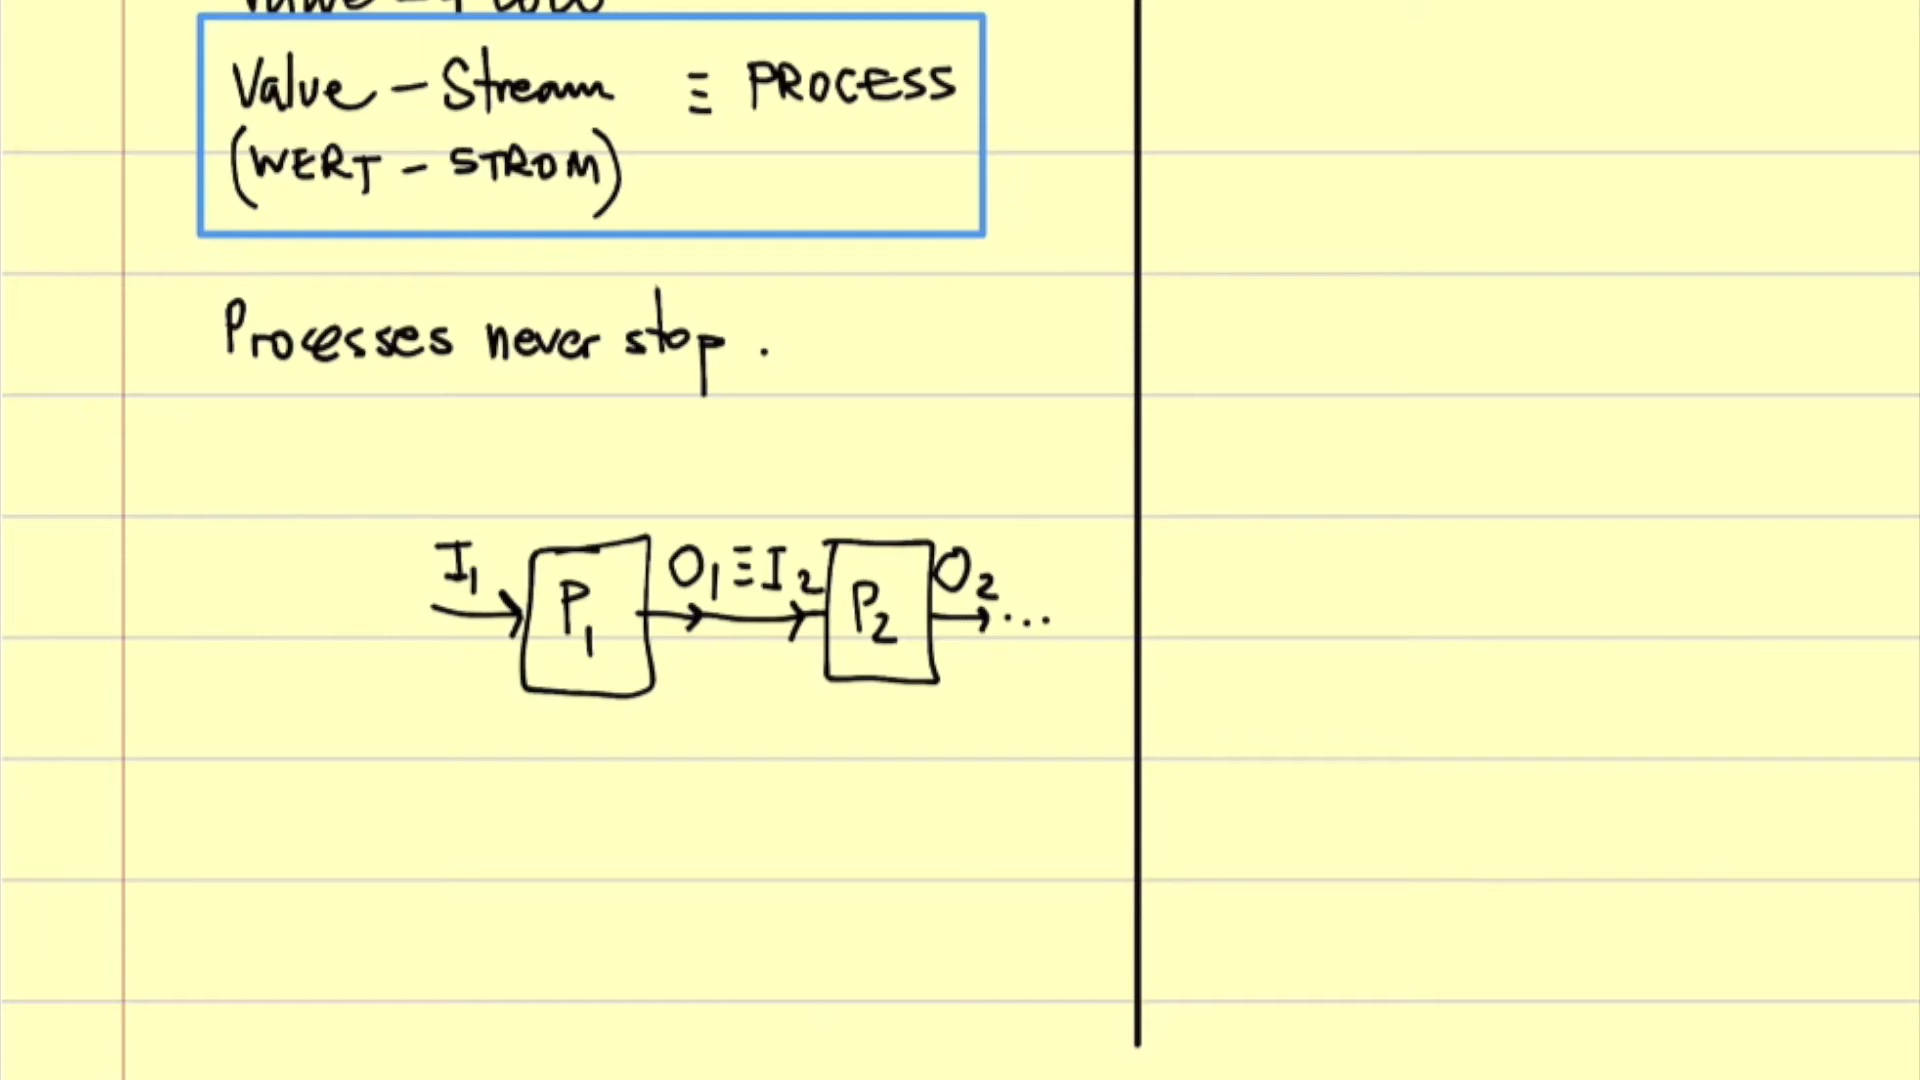 Value - Stream ≡ PROCESS
(WERT - STROM)
Processes never stop.
I₁ P₁ O₁ ≡ I₂ P₂ O₂ ...